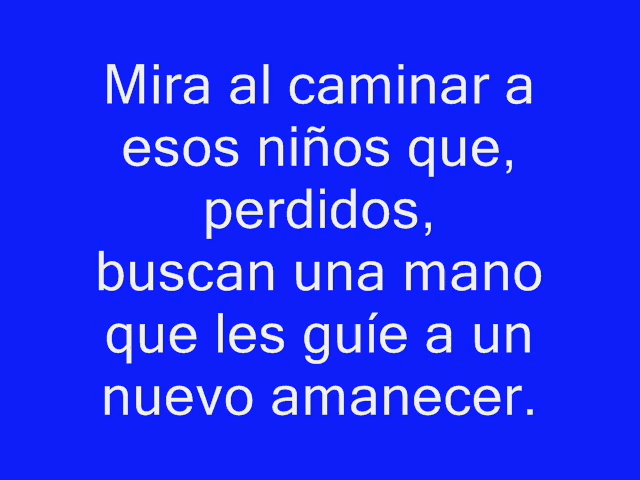 Mira al caminar a
esos niños que,
perdidos,
buscan una mano
que les guíe a un
nuevo amanecer.